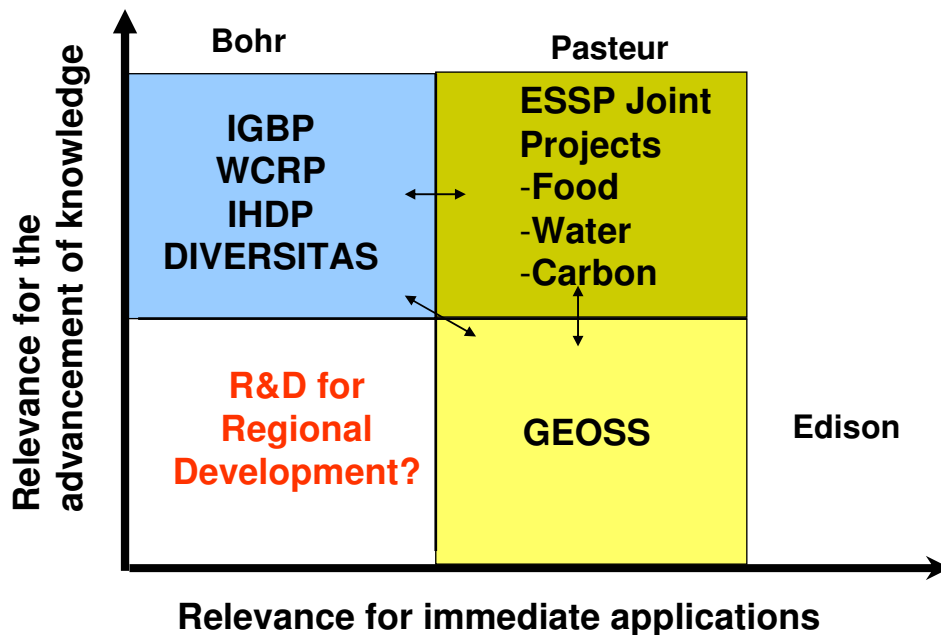 Bohr
Pasteur
Relevance for the
advancement of knowledge
IGBP
WCRP
IHDP
DIVERSITAS
ESSP Joint
Projects
-Food
-Water
-Carbon
R&D for
Regional
Development?
GEOSS
Edison
Relevance for immediate applications